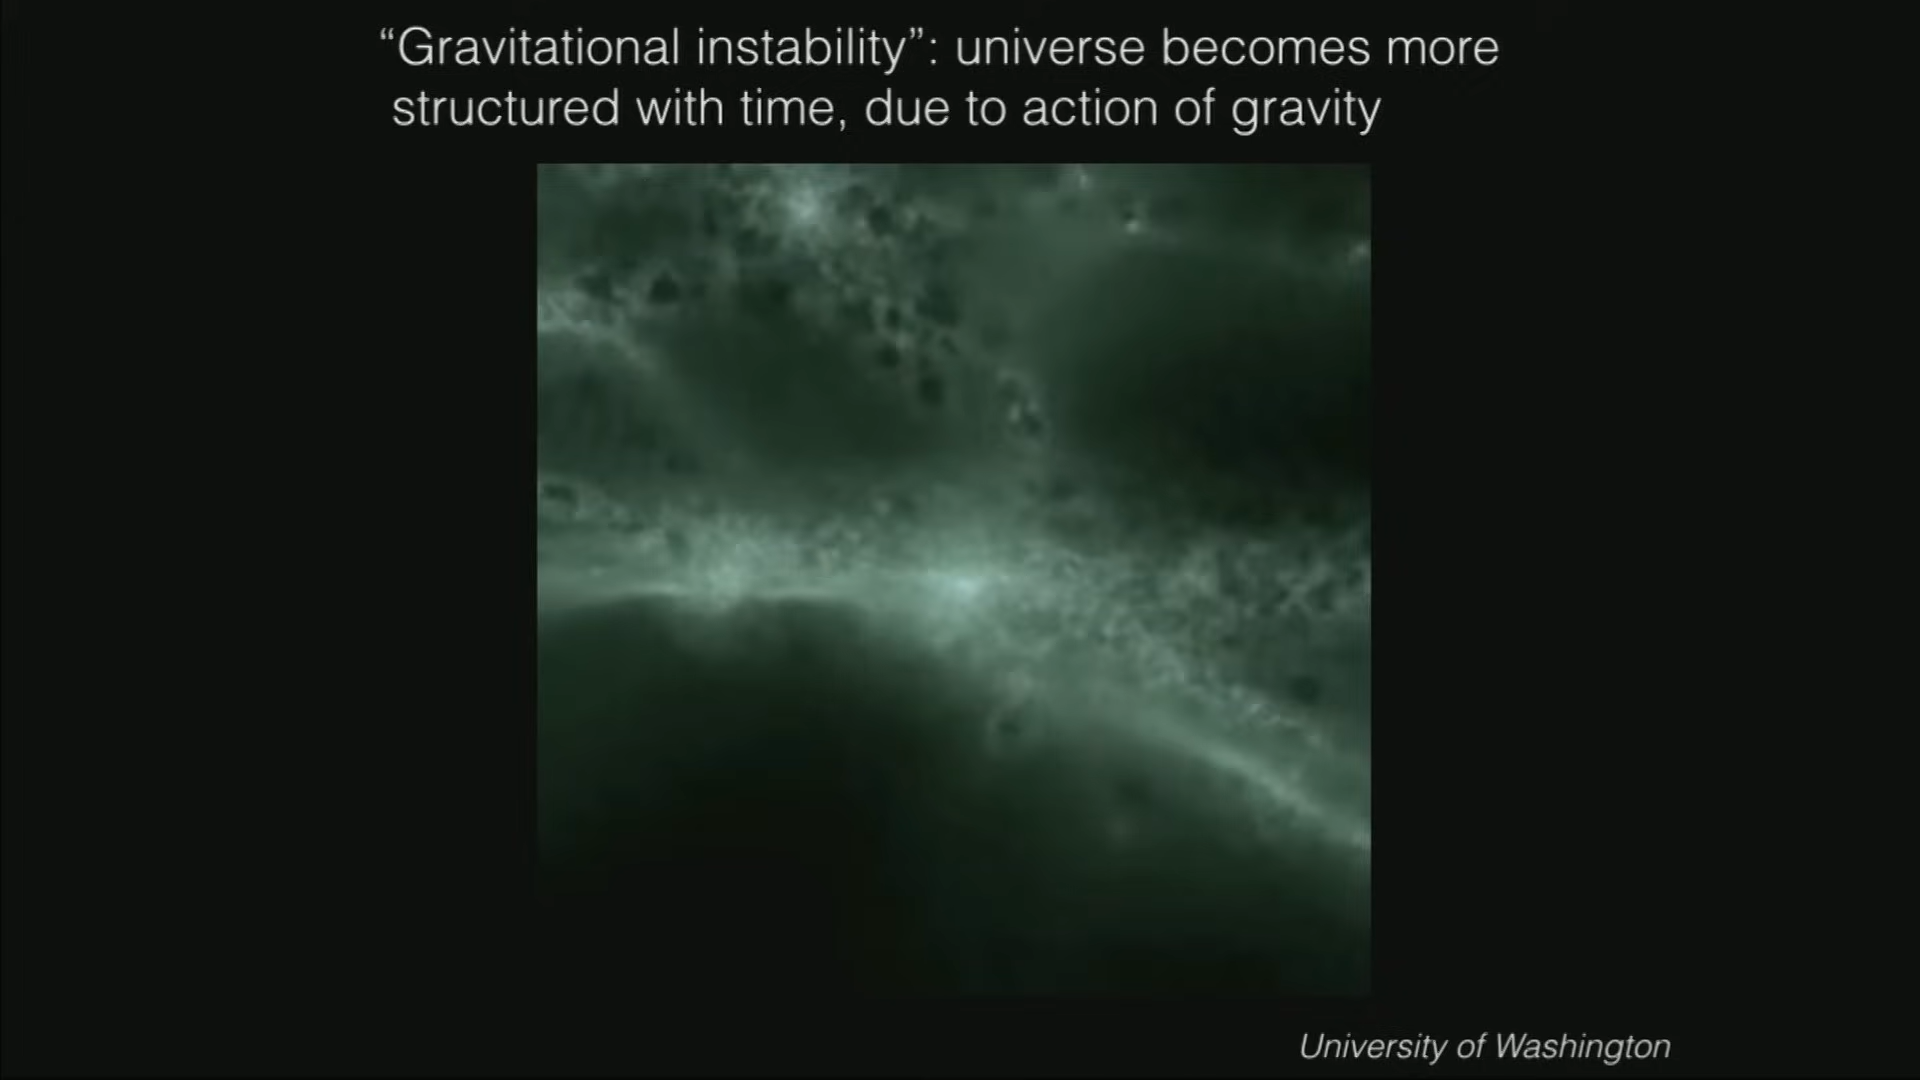 “Gravitational instability”: universe becomes more
structured with time, due to action of gravity
University of Washington